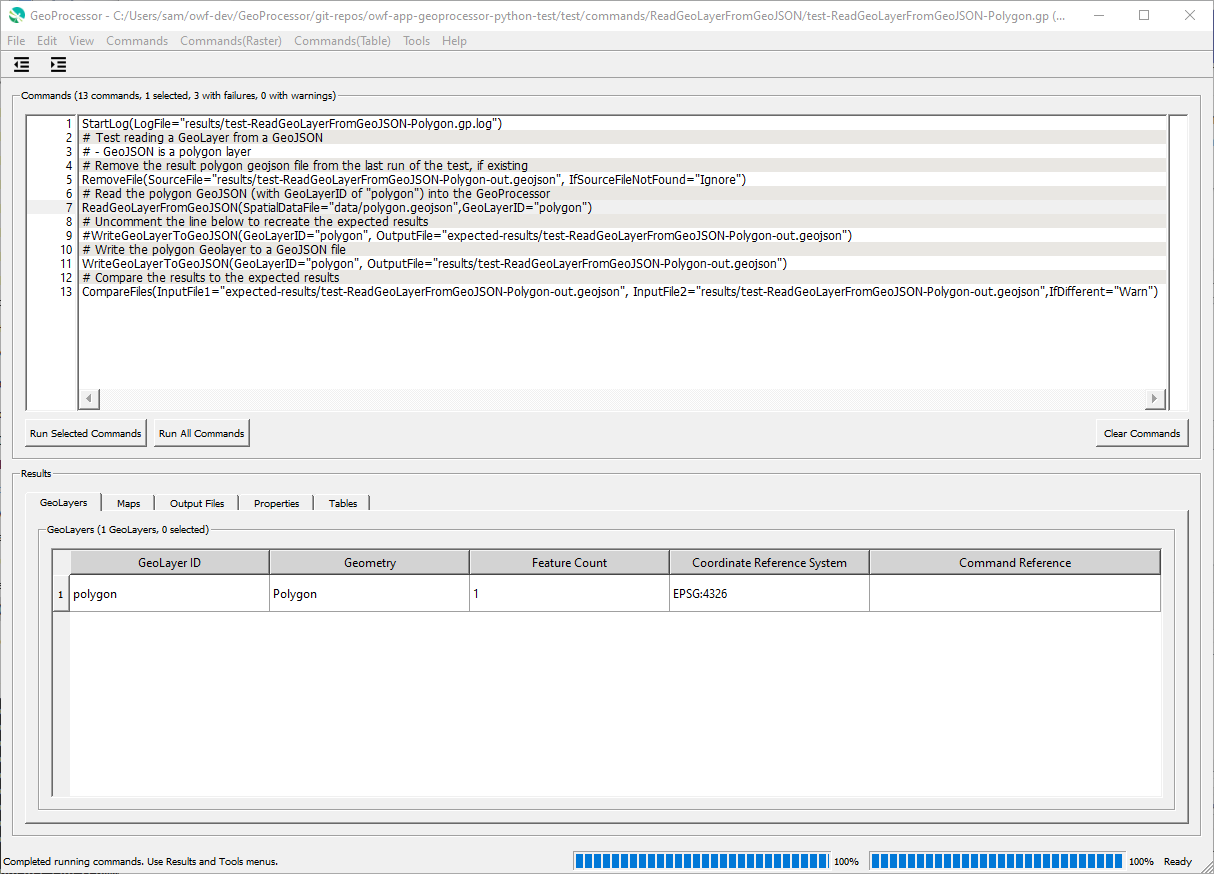 GeoProcessor - C:/Users/sam/owf-dev/GeoProcessor/git-repos/owf-app-geoprocessor-python-test/test/commands/ReadGeoLayerFromGeoJSON/test-ReadGeoLayerFromGeoJSON-Polygon.gp (...
File Edit View Commands Commands(Raster) Commands(Table) Tools Help
Commands (13 commands, 1 selected, 3 with failures, 0 with warnings)
1 StartLog(LogFile="results/test-ReadGeoLayerFromGeoJSON-Polygon.gp.log")
2 # Test reading a GeoLayer from a GeoJSON
3 # - GeoJSON is a polygon layer
4 # Remove the result polygon geojson file from the last run of the test, if existing
5 RemoveFile(SourceFile="results/test-ReadGeoLayerFromGeoJSON-Polygon-out.geojson", IfSourceFileNotFound="Ignore")
6 # Read the polygon GeoJSON (with GeoLayerID of "polygon") into the GeoProcessor
7 ReadGeoLayerFromGeoJSON(SpatialDataFile="data/polygon.geojson",GeoLayerID="polygon")
8 # Uncomment the line below to recreate the expected results
9 #WriteGeoLayerToGeoJSON(GeoLayerID="polygon", OutputFile="expected-results/test-ReadGeoLayerFromGeoJSON-Polygon-out.geojson")
10 # Write the polygon Geolayer to a GeoJSON file
11 WriteGeoLayerToGeoJSON(GeoLayerID="polygon", OutputFile="results/test-ReadGeoLayerFromGeoJSON-Polygon-out.geojson")
12 # Compare the results to the expected results
13 CompareFiles(InputFile1="expected-results/test-ReadGeoLayerFromGeoJSON-Polygon-out.geojson", InputFile2="results/test-ReadGeoLayerFromGeoJSON-Polygon-out.geojson",IfDifferent="Warn")
Run Selected Commands Run All Commands Clear Commands
Results
GeoLayers Maps Output Files Properties Tables
GeoLayers (1 GeoLayers, 0 selected)
GeoLayer ID Geometry Feature Count Coordinate Reference System Command Reference
1 polygon Polygon 1 EPSG:4326
Completed running commands. Use Results and Tools menus. 100% 100% Ready